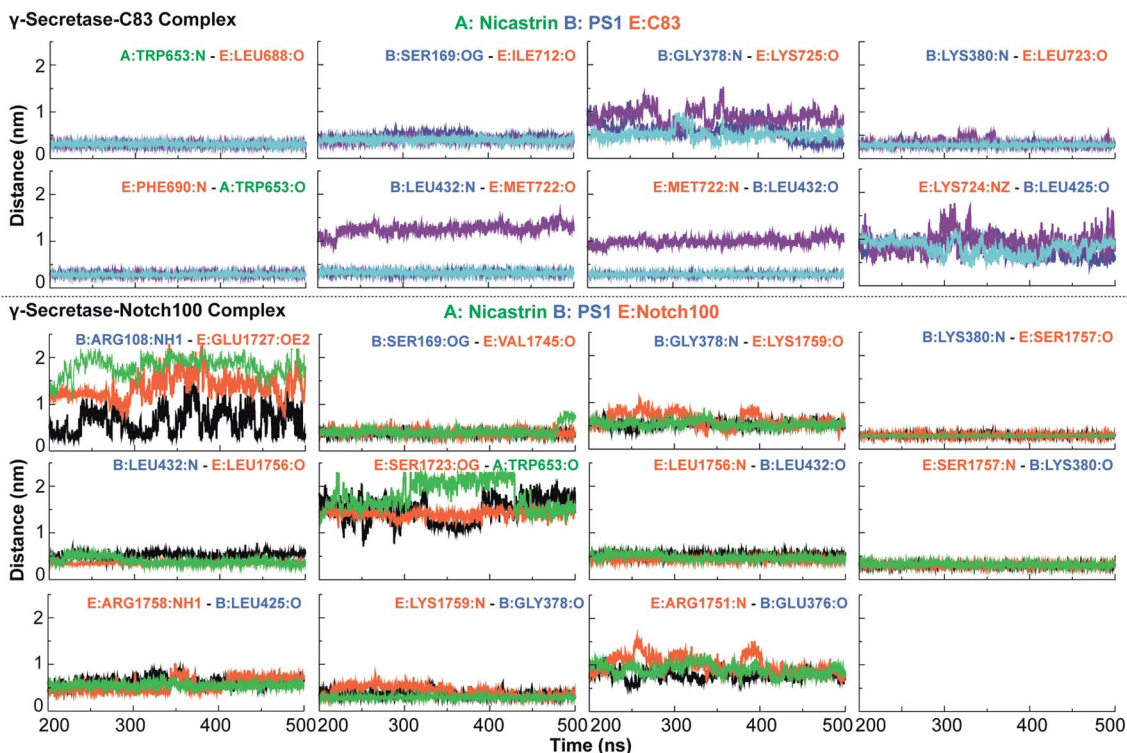 γ-Secretase-C83 Complex
A: Nicastrin B: PS1 E:C83
A:TRP653:N - E:LEU688:O
B:SER169:OG - E:ILE712:O
B:GLY378:N - E:LYS725:O
B:LYS380:N - E:LEU723:O
2
1
0
Distance (nm)
E:PHE690:N - A:TRP653:O
B:LEU432:N - E:MET722:O
E:MET722:N - B:LEU432:O
E:LYS724:NZ - B:LEU425:O
2
1
0
γ-Secretase-Notch100 Complex
A: Nicastrin B: PS1 E:Notch100
B:ARG108:NH1 - E:GLU1727:OE2
B:SER169:OG - E:VAL1745:O
B:GLY378:N - E:LYS1759:O
B:LYS380:N - E:SER1757:O
2
1
0
Distance (nm)
B:LEU432:N - E:LEU1756:O
E:SER1723:OG - A:TRP653:O
E:LEU1756:N - B:LEU432:O
E:SER1757:N - B:LYS380:O
2
1
0
E:ARG1758:NH1 - B:LEU425:O
E:LYS1759:N - B:GLY378:O
E:ARG1751:N - B:GLU376:O
2
1
0
200 300 400 500 200 300 400 500 200 300 400 500 200 300 400 500
Time (ns)